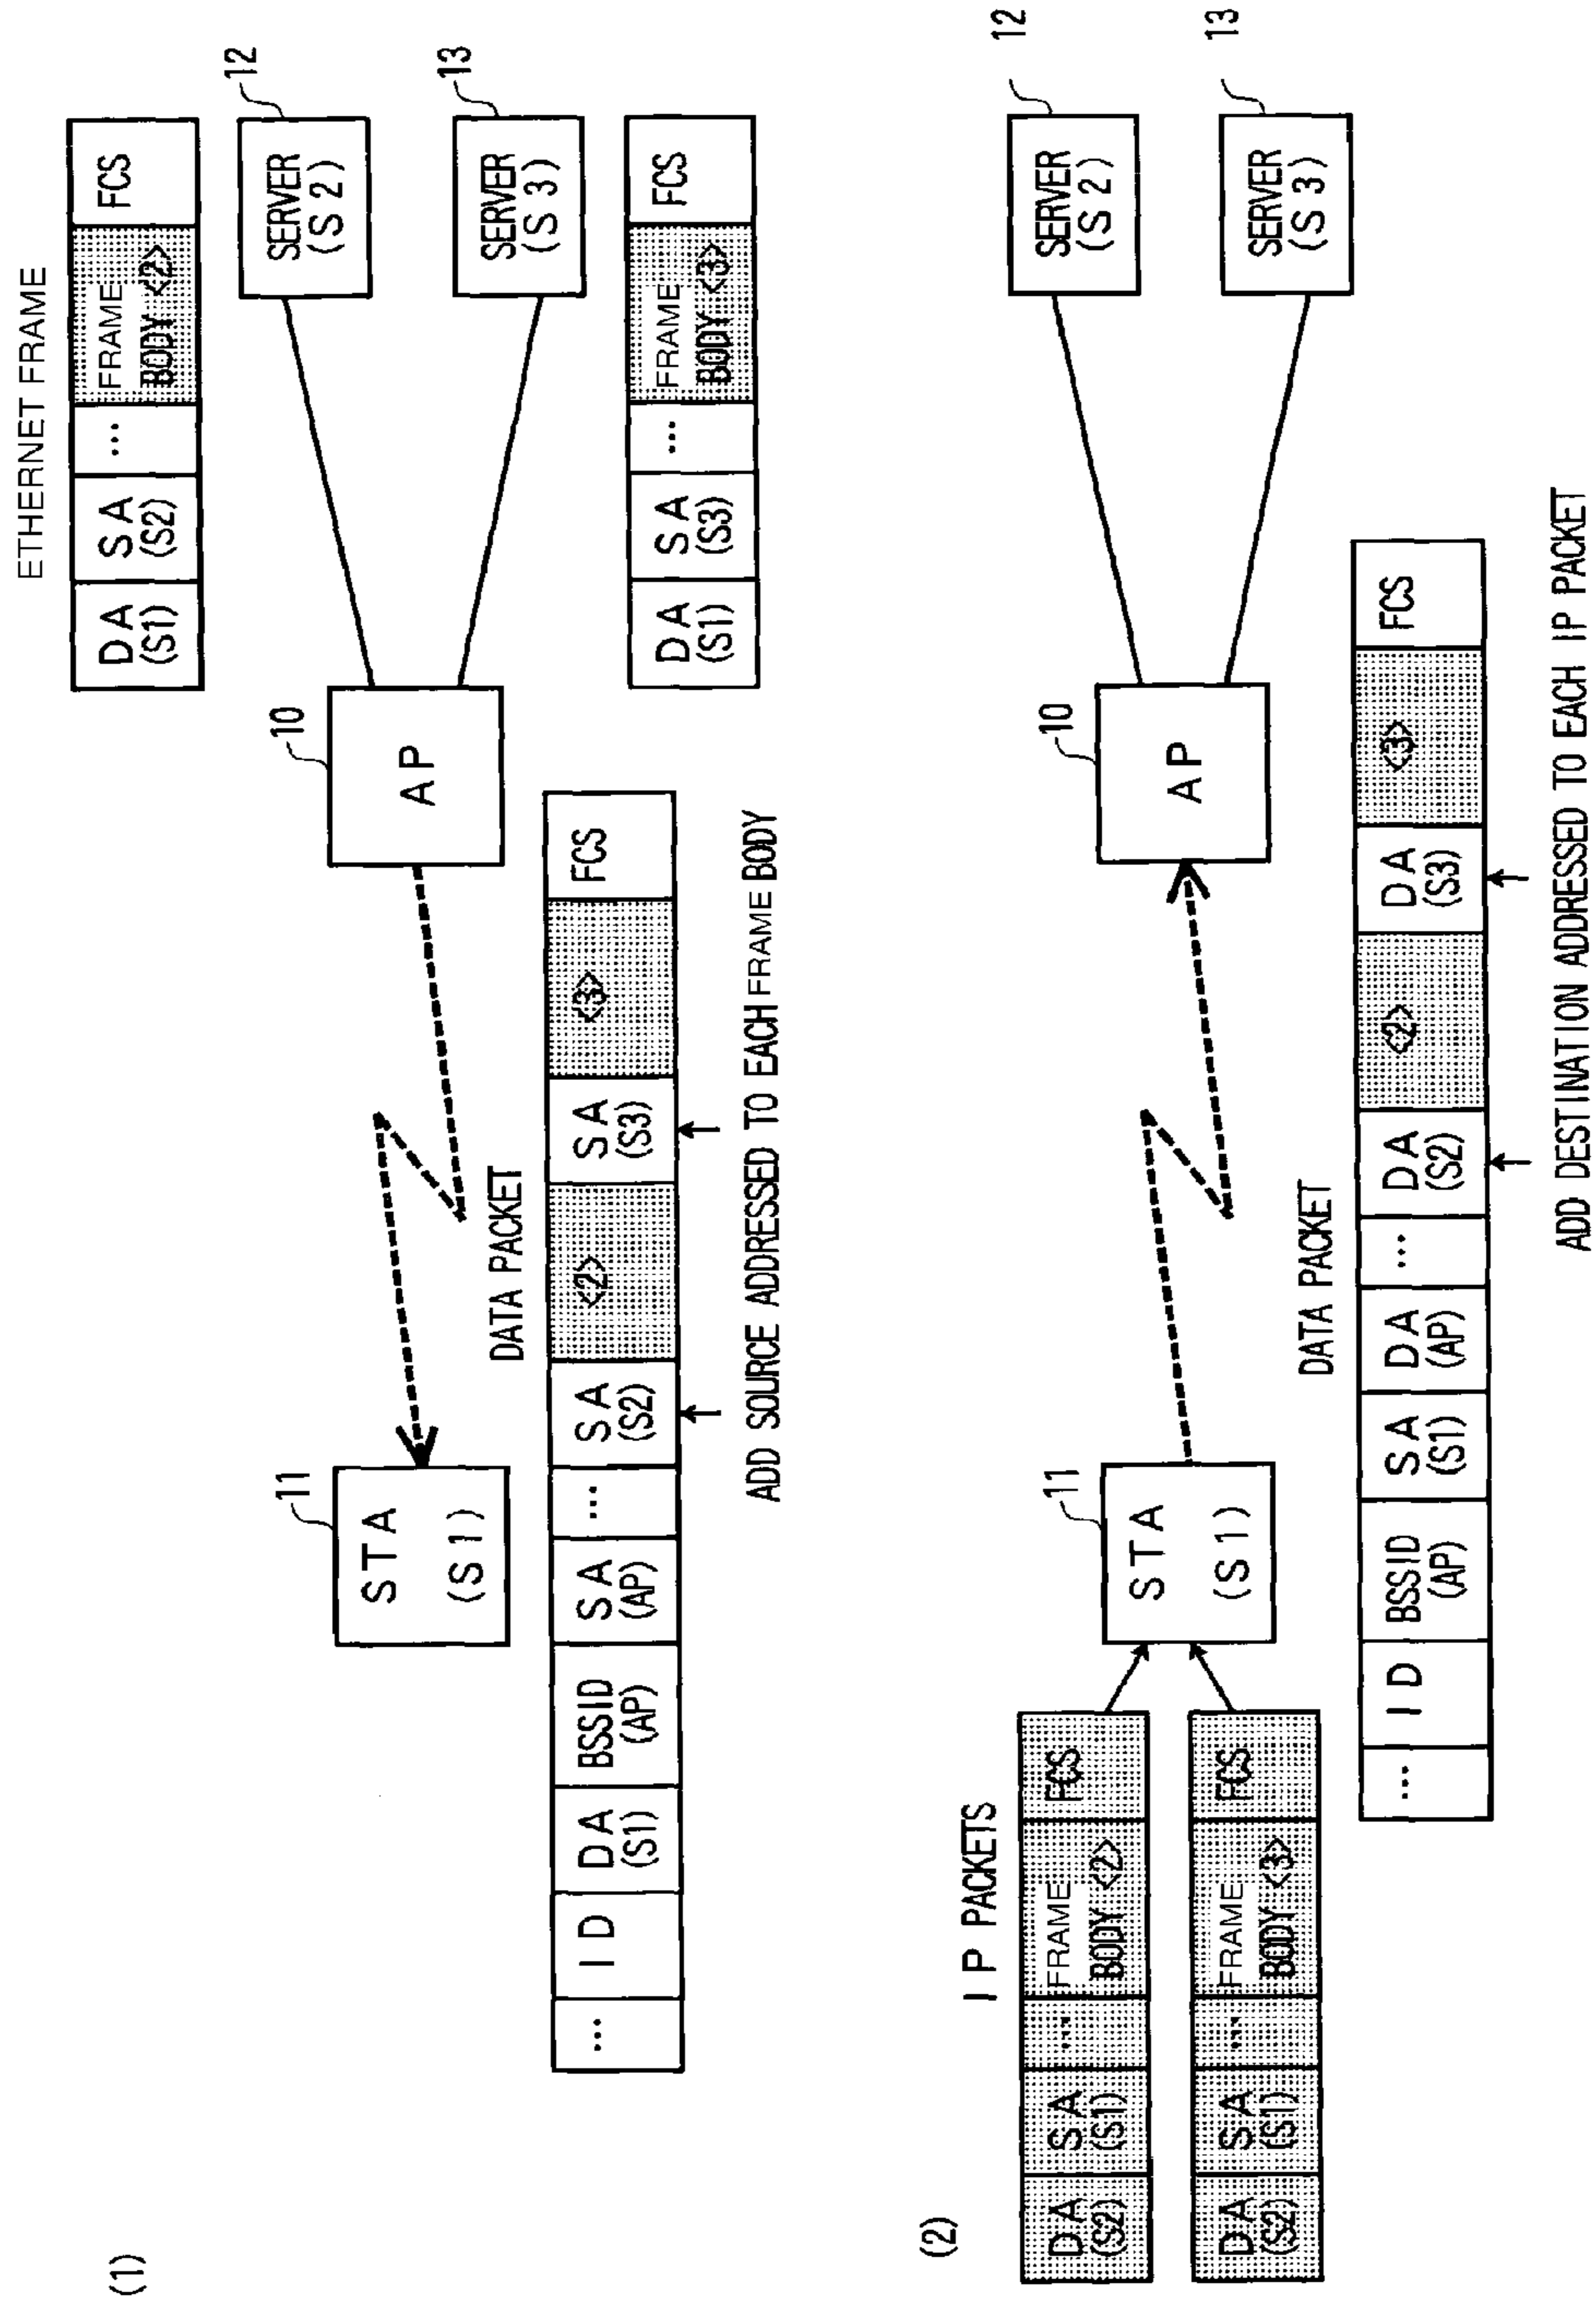 (1)
ETHERNET FRAME
DA
(S1)
SA
(S2)
...
FRAME
BODY <2>
FCS
SERVER
(S2)
12
10
AP
11
STA
(S1)
SERVER
(S3)
13
DATA PACKET
...
ID
DA
(S1)
BSSID
(AP)
SA
(AP)
...
SA
(S2)
<2>
SA
(S3)
<3>
FCS
DA
(S1)
SA
(S3)
...
FRAME
BODY <3>
FCS
ADD SOURCE ADDRESSED TO EACH FRAME BODY
(2)
IP PACKETS
DA
(S2)
SA
(S1)
...
FRAME
BODY <2>
FCS
DA
(S2)
SA
(S1)
...
FRAME
BODY <3>
FCS
11
STA
(S1)
10
AP
SERVER
(S2)
12
SERVER
(S3)
13
DATA PACKET
...
ID
BSSID
(AP)
SA
(S1)
DA
(AP)
...
DA
(S2)
<2>
DA
(S3)
<3>
FCS
ADD DESTINATION ADDRESSED TO EACH IP PACKET